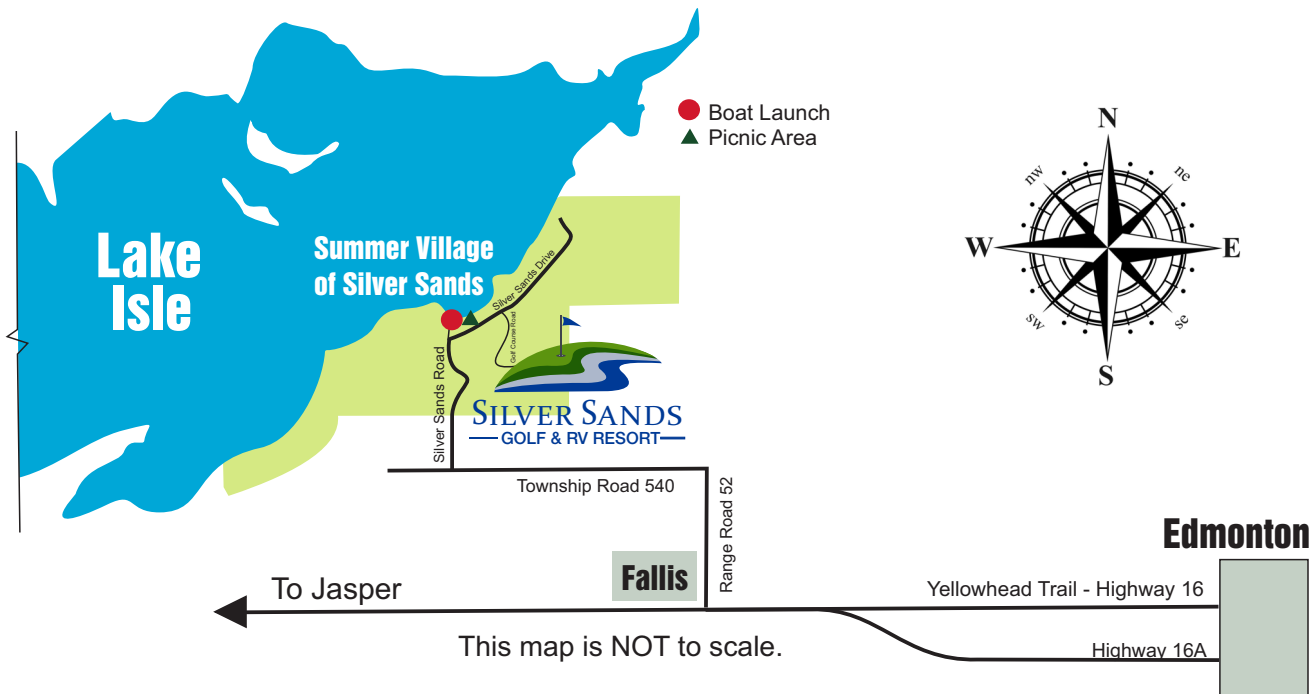 Boat Launch
Picnic Area
N
nw
ne
W
E
sw
se
S
Lake
Isle
Summer Village
of Silver Sands
Silver Sands Drive
Golf Course Road
Silver Sands Road
SILVER SANDS
GOLF & RV RESORT
Township Road 540
Range Road 52
Edmonton
Fallis
To Jasper
Yellowhead Trail - Highway 16
This map is NOT to scale.
Highway 16A